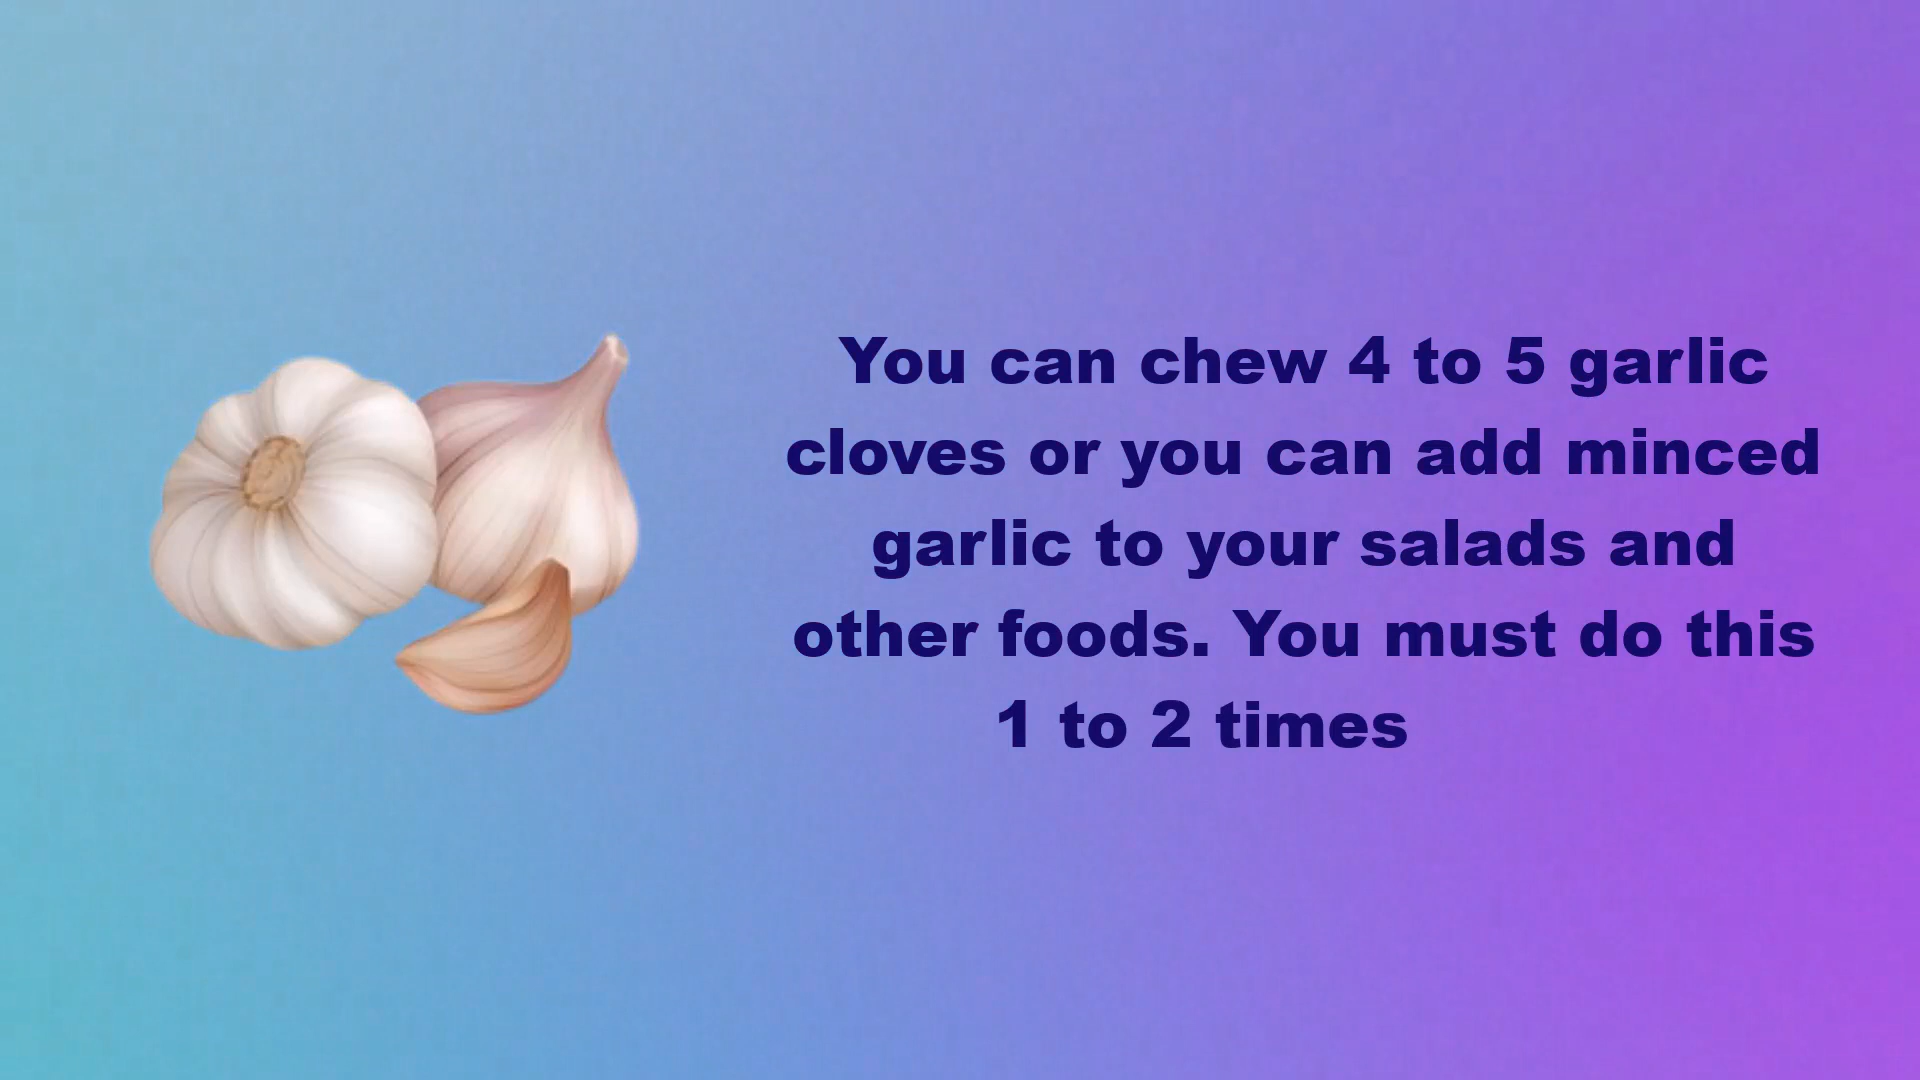 You can chew 4 to 5 garlic
cloves or you can add minced
garlic to your salads and
other foods. You must do this
1 to 2 times